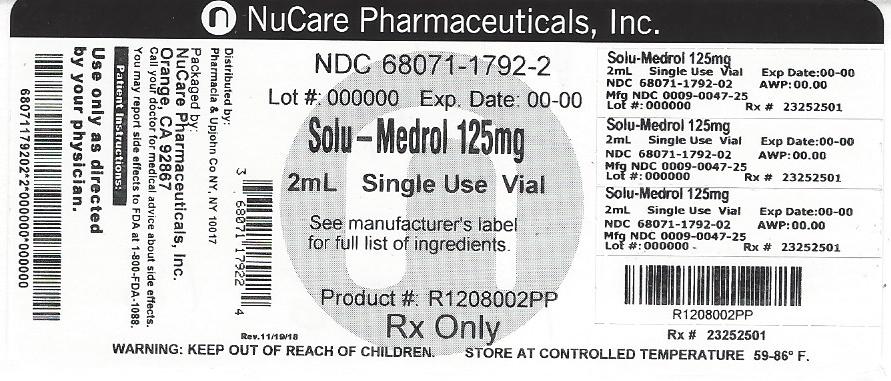 n NuCare Pharmaceuticals, Inc.
68071179202*2*000000*000000
Use only as directed
by your physician.
Patient Instructions:
You may report side effects to FDA at 1-800-FDA-1088.
Call your doctor for medical advice about side effects.
Orange, CA 92867
NuCare Pharmaceuticals, Inc.
Packaged by:
Pharmacia & Upjohn Co NY, NY 10017
Distributed by:
3 68071 17922 4
NDC 68071-1792-2
Lot #: 000000 Exp. Date: 00-00
Solu-Medrol 125mg
2mL Single Use Vial
See manufacturer's label
for full list of ingredients.
Product #: R1208002PP
Rx Only
Rev.11/19/18
WARNING: KEEP OUT OF REACH OF CHILDREN. STORE AT CONTROLLED TEMPERATURE 59-86° F.
Solu-Medrol 125mg
2mL Single Use Vial Exp Date:00-00
NDC 68071-1792-02 AWP:00.00
Mfg NDC 0009-0047-25
Lot #:000000 Rx # 23252501
Solu-Medrol 125mg
2mL Single Use Vial Exp Date:00-00
NDC 68071-1792-02 AWP:00.00
Mfg NDC 0009-0047-25
Lot #:000000 Rx # 23252501
Solu-Medrol 125mg
2mL Single Use Vial Exp Date:00-00
NDC 68071-1792-02 AWP:00.00
Mfg NDC 0009-0047-25
Lot #:000000 Rx # 23252501
R1208002PP
Rx # 23252501